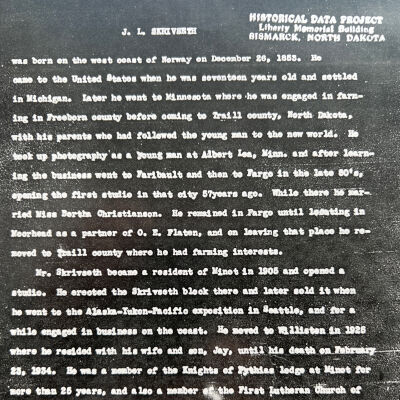 HISTORICAL DATA PROJECT
Liberty Memorial Building
BISMARCK, NORTH DAKOTA
J. L. SKRIVSETH
was born on the west coast of Norway on December 26, 1853. He
came to the United States when he was seventeen years old and settled
in Michigan. Later he went to Minnesota where he was engaged in farm-
ing in Freeborn county before coming to Traill county, North Dakota,
with his parents who had followed the young man to the new world. He
took up photography as a young man at Albert Lea, Minn. and after learn-
ing the business went to Faribault and then to Fargo in the late 80's,
opening the first studio in that city 57years ago. While there he mar-
ried Miss Bertha Christianson. He remained in Fargo until locating in
Moorhead as a partner of O. E. Flaten, and on leaving that place he re-
moved to Traill county where he had farming interests.
Mr. Skrivseth became a resident of Minot in 1905 and opened a
studio. He erected the Skrivseth block there and later sold it when
he went to the Alaska-Yukon-Pacific exposition in Seattle, and for a
while engaged in business on the coast. He moved to Williston in 1925
where he resided with his wife and son, Jay, until his death on February
23, 1934. He was a member of the Knights of Pythias lodge at Minot for
more than 25 years, and also a member of the First Lutheran Church of